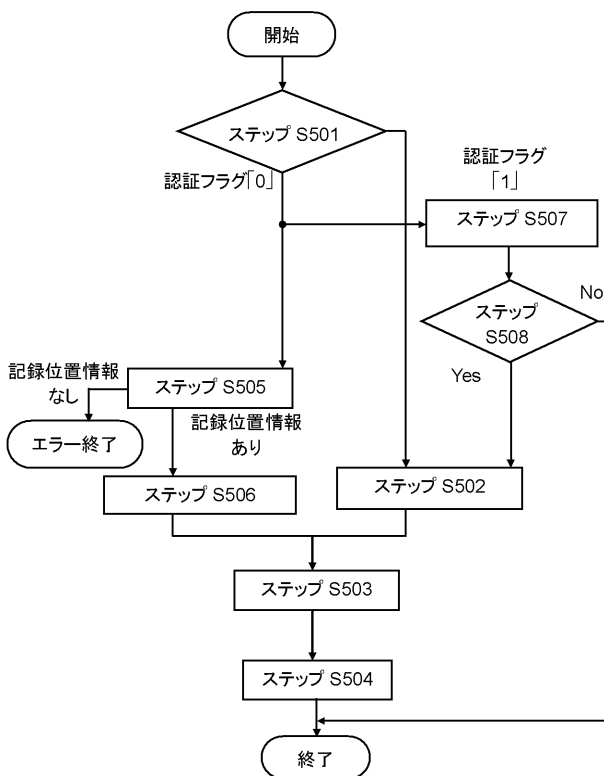 開始
ステップ S501
認証フラグ「0」
認証フラグ
「1」
ステップ S507
No
ステップ
S508
Yes
記録位置情報
なし
ステップ S505
記録位置情報
あり
エラー終了
ステップ S506
ステップ S502
ステップ S503
ステップ S504
終了